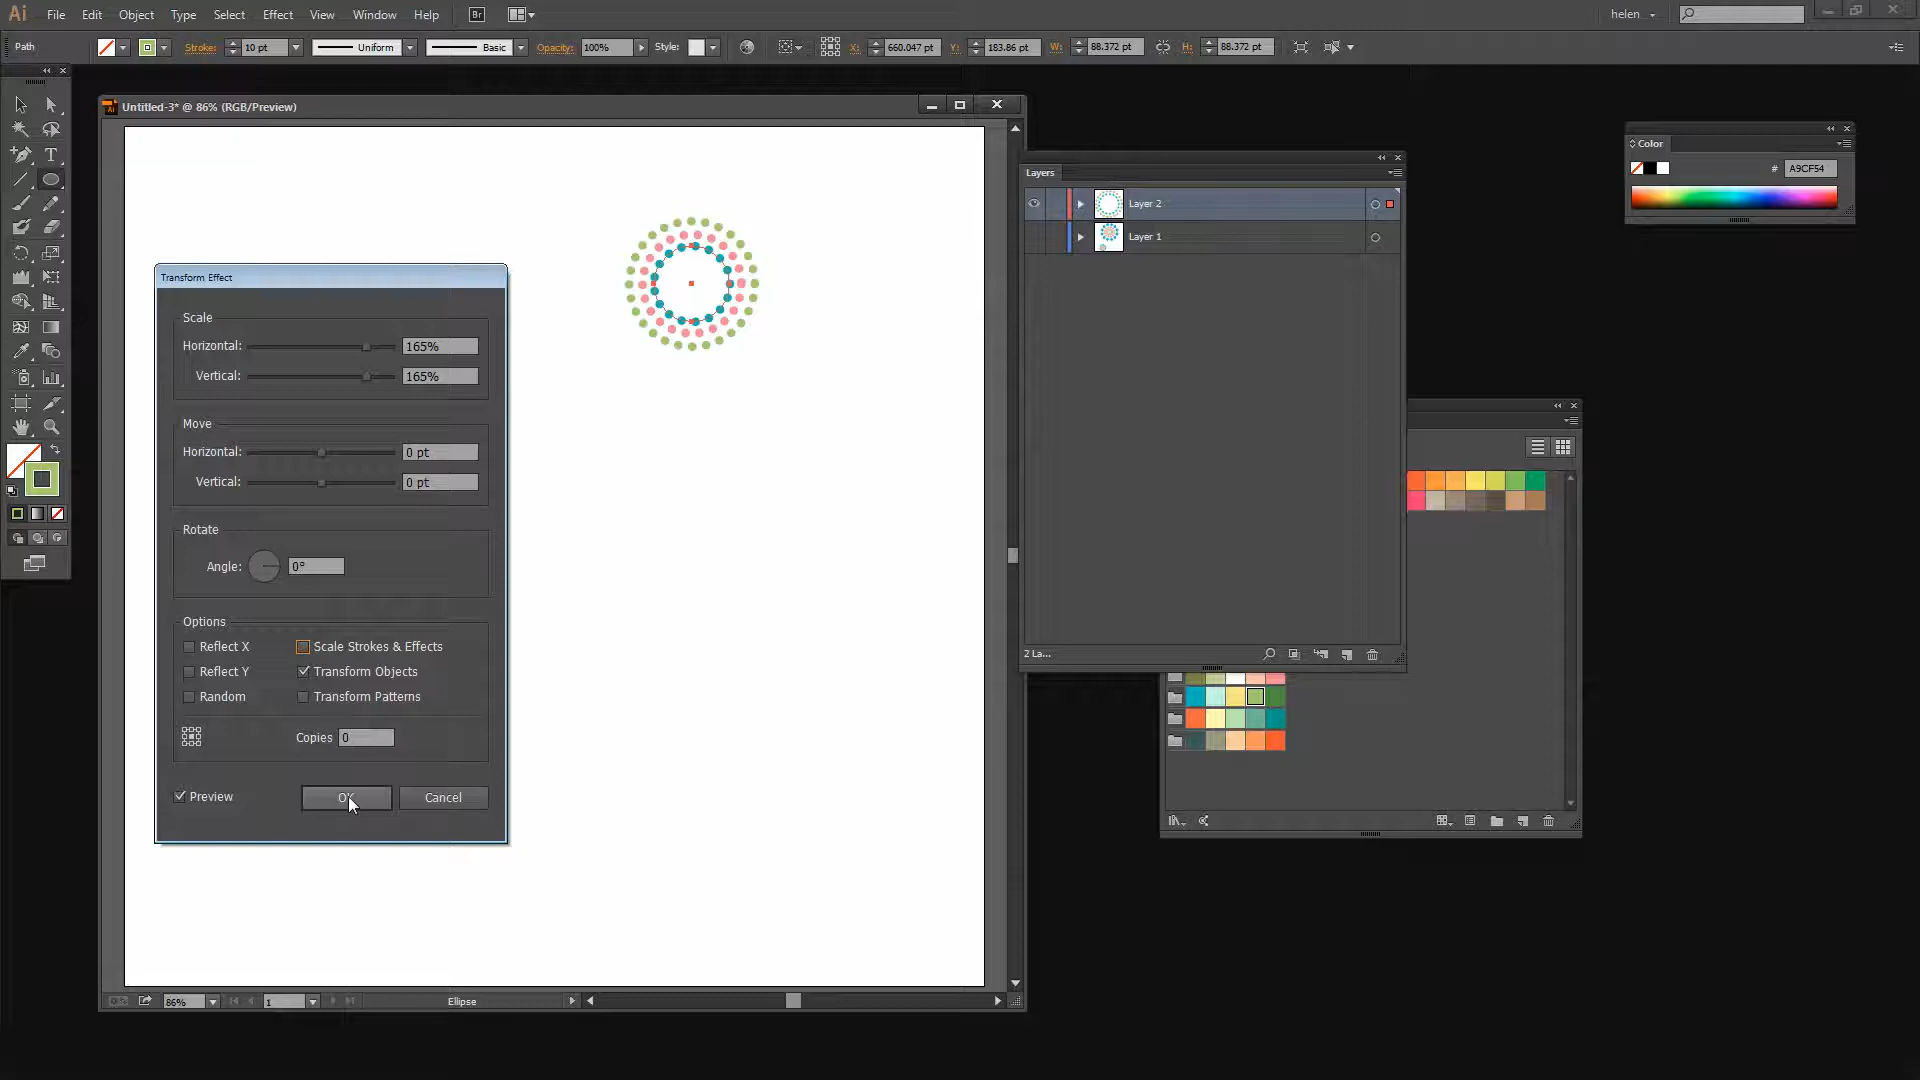 Ai File Edit Object Type Select Effect View Window Help Br helen
Path Stroke: 10 pt Uniform Basic Opacity: 100% Style: X: 660.047 pt Y: 183.86 pt W: 88.372 pt H: 88.372 pt
Untitled-3* @ 86% (RGB/Preview)
Color
# A9CF54
Layers
Layer 2
Layer 1
2 La...
Transform Effect
Scale
Horizontal: 165%
Vertical: 165%
Move
Horizontal: 0 pt
Vertical: 0 pt
Rotate
Angle: 0°
Options
Reflect X Scale Strokes & Effects
Reflect Y Transform Objects
Random Transform Patterns
Copies 0
Preview OK Cancel
86% 1 Ellipse